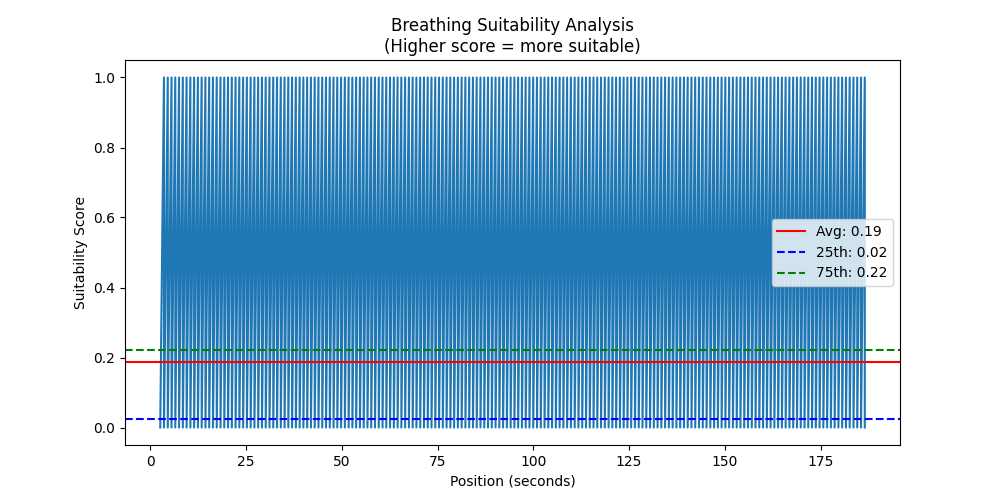 Breathing Suitability Analysis
(Higher score = more suitable)
Suitability Score
1.0
0.8
0.6
0.4
0.2
0.0
Avg: 0.19
25th: 0.02
75th: 0.22
0 25 50 75 100 125 150 175
Position (seconds)